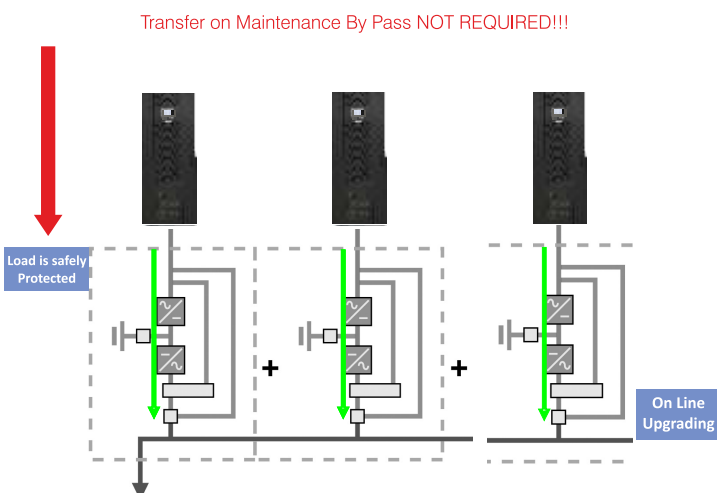 Transfer on Maintenance By Pass NOT REQUIRED!!!
Load is safely
Protected
+
+
On Line
Upgrading